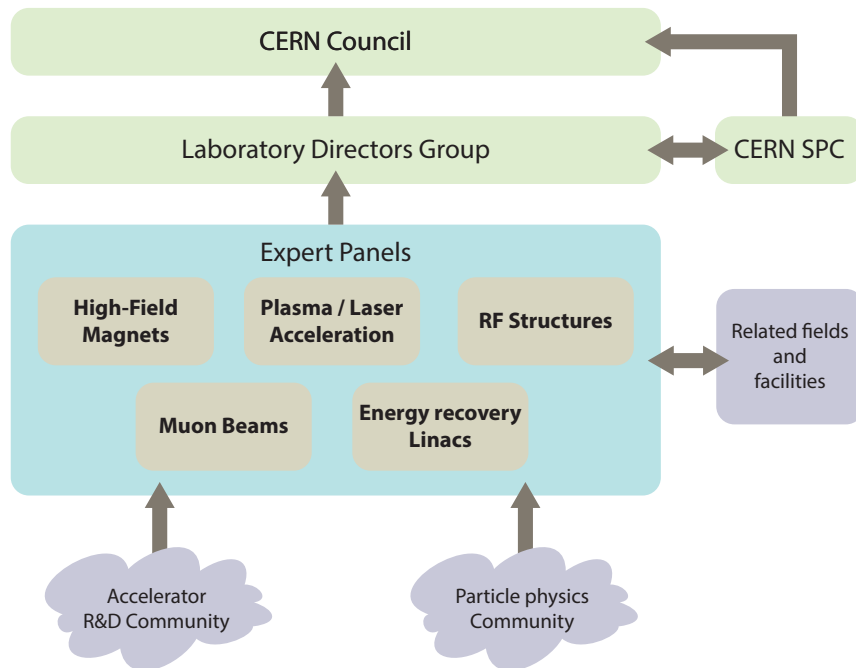 CERN Council
Laboratory Directors Group
CERN SPC
Expert Panels
High-Field
Magnets
Plasma / Laser
Acceleration
RF Structures
Related fields
and
facilities
Muon Beams
Energy recovery
Linacs
Accelerator
R&D Community
Particle physics
Community